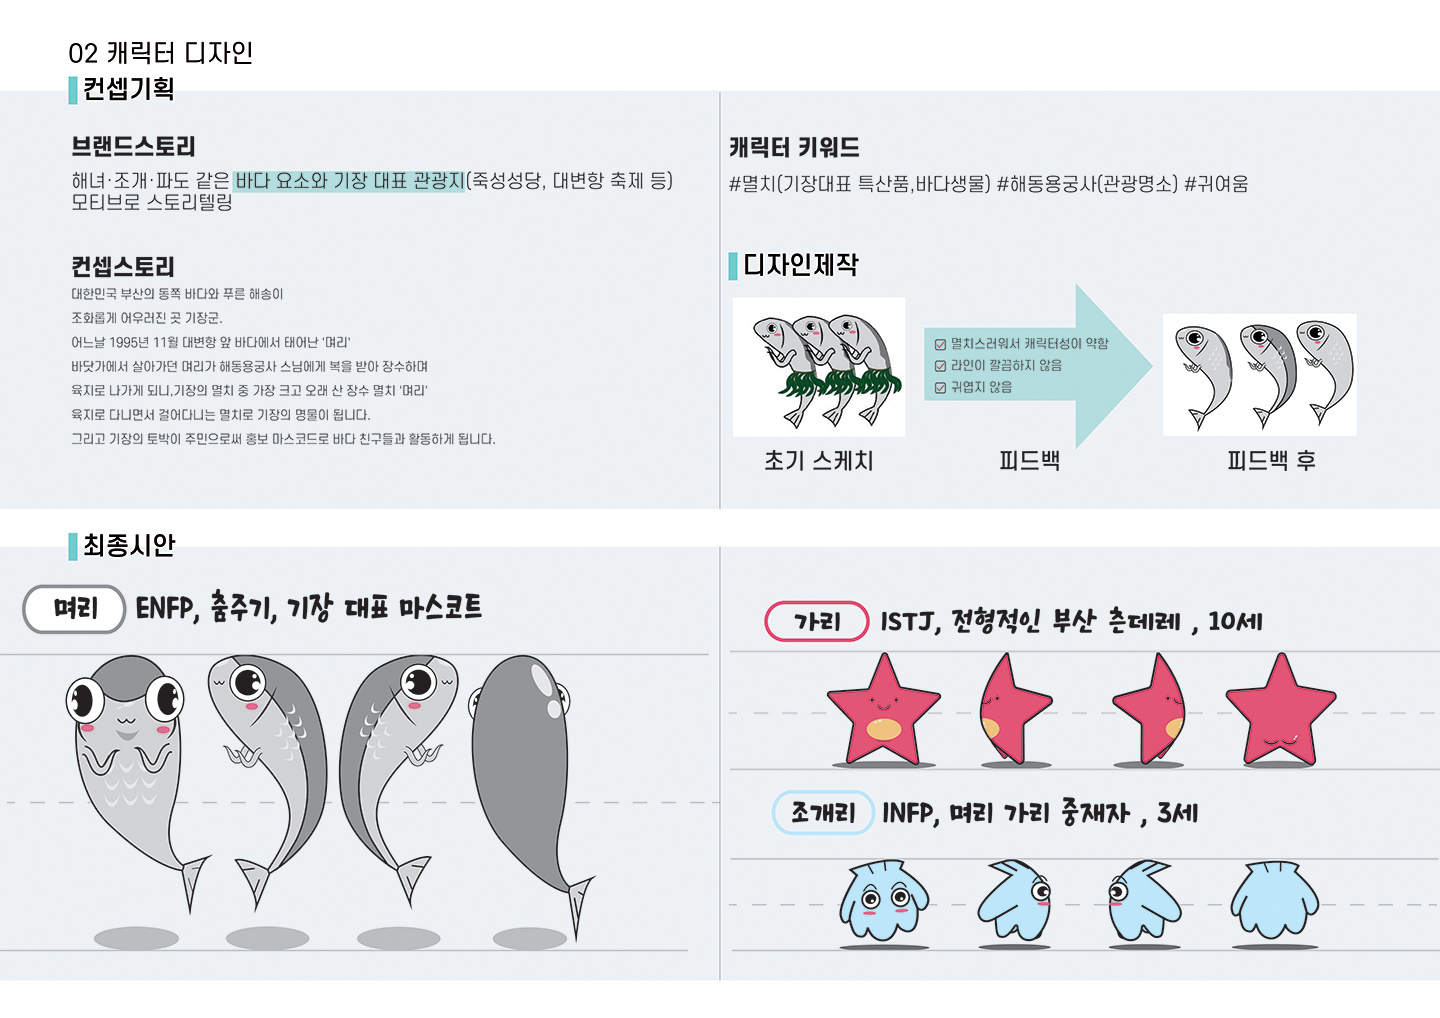 02 캐릭터 디자인
컨셉기획
브랜드스토리
해녀·조개·파도 같은 바다 요소와 기장 대표 관광지(죽성성당, 대변항 축제 등)
모티브로 스토리텔링
컨셉스토리
대한민국 부산의 동쪽 바다와 푸른 해송이
조화롭게 어우러진 곳 기장군.
어느날 1995년 11월 대변항 앞 바다에서 태어난 '며리'
바닷가에서 살아가던 며리가 해동용궁사 스님에게 복을 받아 장수하며
육지로 나가게 되니,기장의 멸치 중 가장 크고 오래 산 장수 멸치 '며리'
육지로 다니면서 걸어다니는 멸치로 기장의 명물이 됩니다.
그리고 기장의 토박이 주민으로써 홍보 마스코드로 바다 친구들과 활동하게 됩니다.
캐릭터 키워드
#멸치(기장대표 특산품,바다생물) #해동용궁사(관광명소) #귀여움
디자인제작
멸치스러워서 캐릭터성이 약함
라인이 깔끔하지 않음
귀엽지 않음
초기 스케치
피드백
피드백 후
최종시안
며리
ENFP, 춤추기, 기장 대표 마스코트
가리
ISTJ, 전형적인 부산 츤데레 , 10세
조개리
INFP, 며리 가리 중재자 , 3세